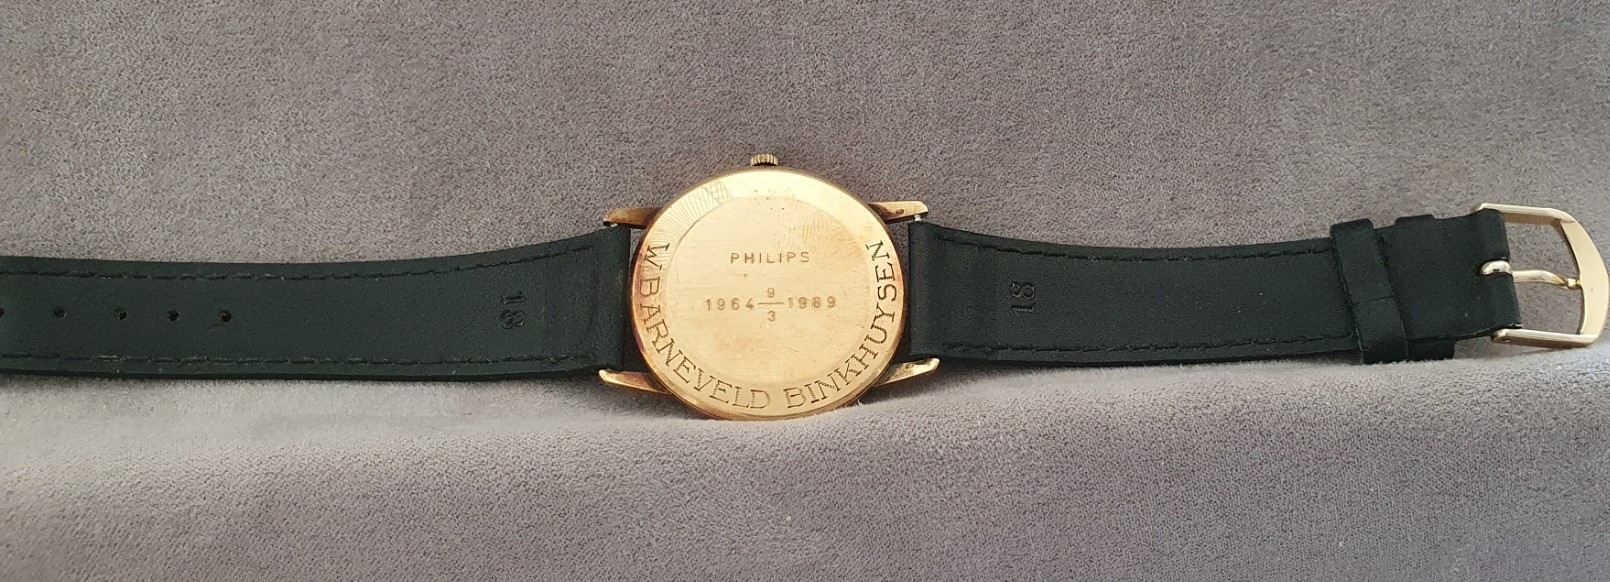 PHILIPS
9
1964 — 1989
3
W.BARNEVELD BINKHUYSEN
18
18